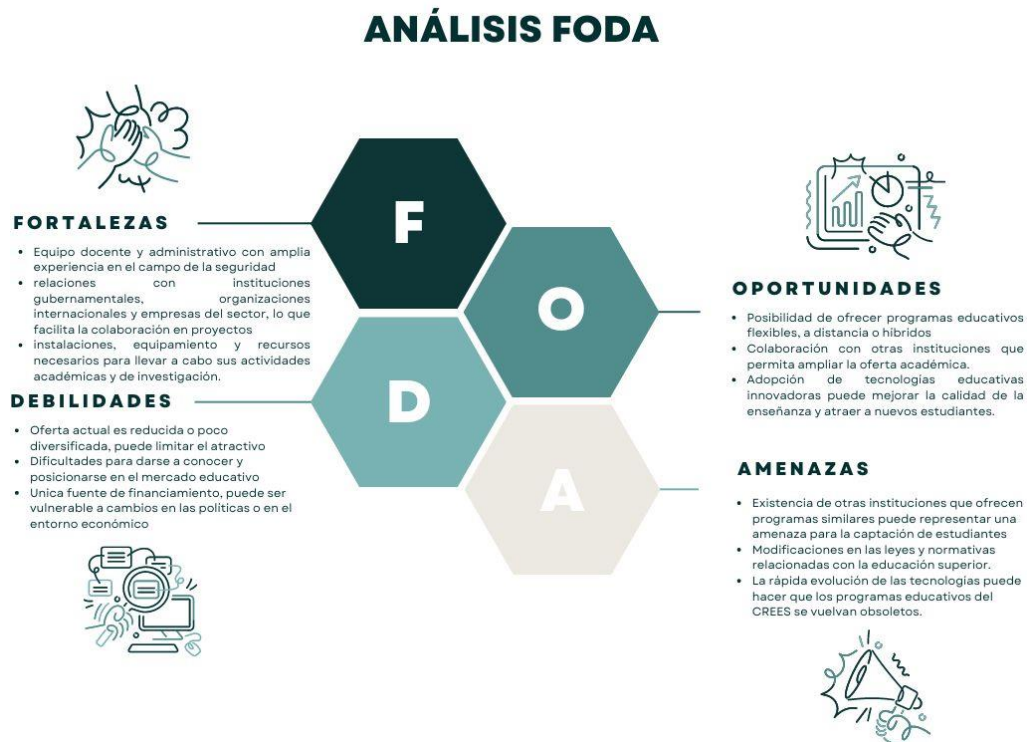 ANÁLISIS FODA
FORTALEZAS
• Equipo docente y administrativo con amplia
experiencia en el campo de la seguridad
• relaciones con instituciones
gubernamentales, organizaciones
internacionales y empresas del sector, lo que
facilita la colaboración en proyectos
• instalaciones, equipamiento y recursos
necesarios para llevar a cabo sus actividades
académicas y de investigación.
DEBILIDADES
• Oferta actual es reducida o poco
diversificada, puede limitar el atractivo
• Dificultades para darse a conocer y
posicionarse en el mercado educativo
• Unica fuente de financiamiento, puede ser
vulnerable a cambios en las políticas o en el
entorno económico
F
O
D
A
OPORTUNIDADES
• Posibilidad de ofrecer programas educativos
flexibles, a distancia o híbridos
• Colaboración con otras instituciones que
permita ampliar la oferta académica.
• Adopción de tecnologías educativas
innovadoras puede mejorar la calidad de la
enseñanza y atraer a nuevos estudiantes.
AMENAZAS
• Existencia de otras instituciones que ofrecen
programas similares puede representar una
amenaza para la captación de estudiantes
• Modificaciones en las leyes y normativas
relacionadas con la educación superior.
• La rápida evolución de las tecnologías puede
hacer que los programas educativos del
CREES se vuelvan obsoletos.